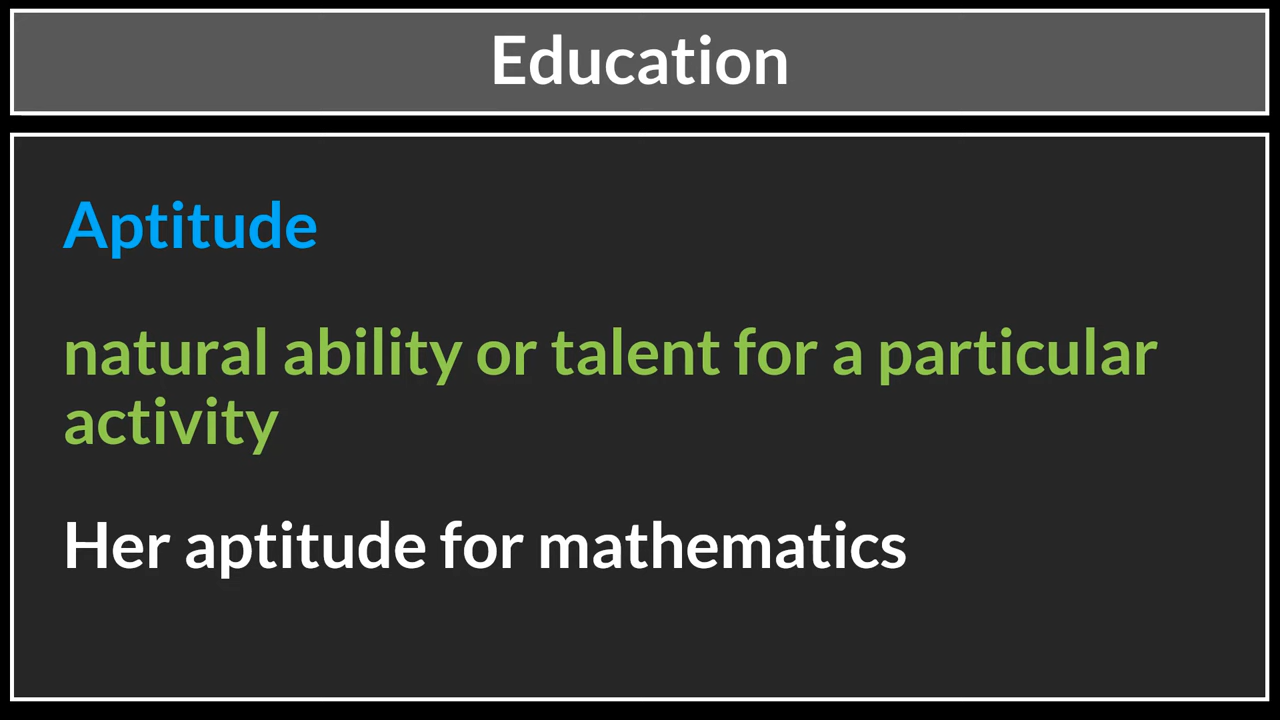 Education
Aptitude
natural ability or talent for a particular
activity
Her aptitude for mathematics